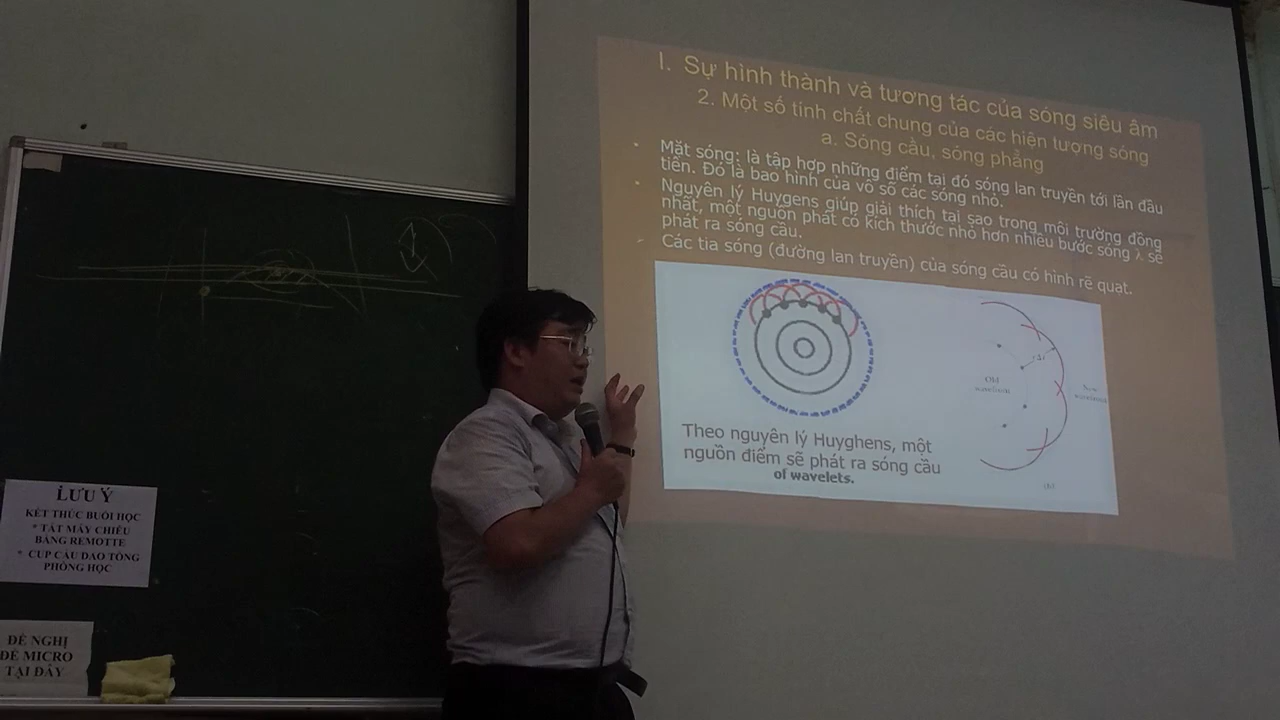 I. Sự hình thành và tương tác của sóng siêu âm
2. Một số tính chất chung của các hiện tượng sóng
a. Sóng cầu, sóng phẳng
Mặt sóng: là tập hợp những điểm tại đó sóng lan truyền tới lần đầu
tiên. Đó là bao hình của vô số các sóng nhỏ.
Nguyên lý Huygens giúp giải thích tại sao trong môi trường đồng
nhất, một nguồn phát có kích thước nhỏ hơn nhiều bước sóng λ sẽ
phát ra sóng cầu.
Các tia sóng (đường lan truyền) của sóng cầu có hình rẽ quạt.
Old
wavefront
New
wavefront
Theo nguyên lý Huyghens, một
nguồn điểm sẽ phát ra sóng cầu
of wavelets.
(b)
LƯU Ý
KẾT THÚC BUỔI HỌC
* TẮT MÁY CHIẾU
BẰNG REMOTTE
* CUP CẦU DAO TỔNG
PHÒNG HỌC
ĐỀ NGHỊ
ĐỂ MICRO
TẠI ĐÂY